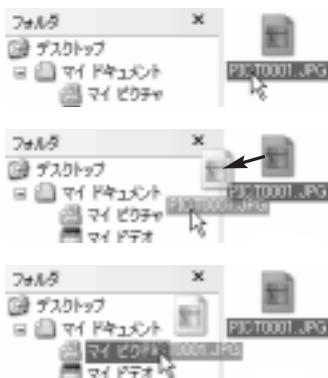 フォルダ ×
デスクトップ
マイ ドキュメント
マイ ピクチャ
PICT0001.JPG
フォルダ ×
デスクトップ
マイ ドキュメント
マイ ピクチャ
マイ ビデオ
PICT0001.JPG
PICT0001.JPG
フォルダ ×
デスクトップ
マイ ドキュメント
マイ ピクチャ
マイ ビデオ
0001.JPG
PICT0001.JPG